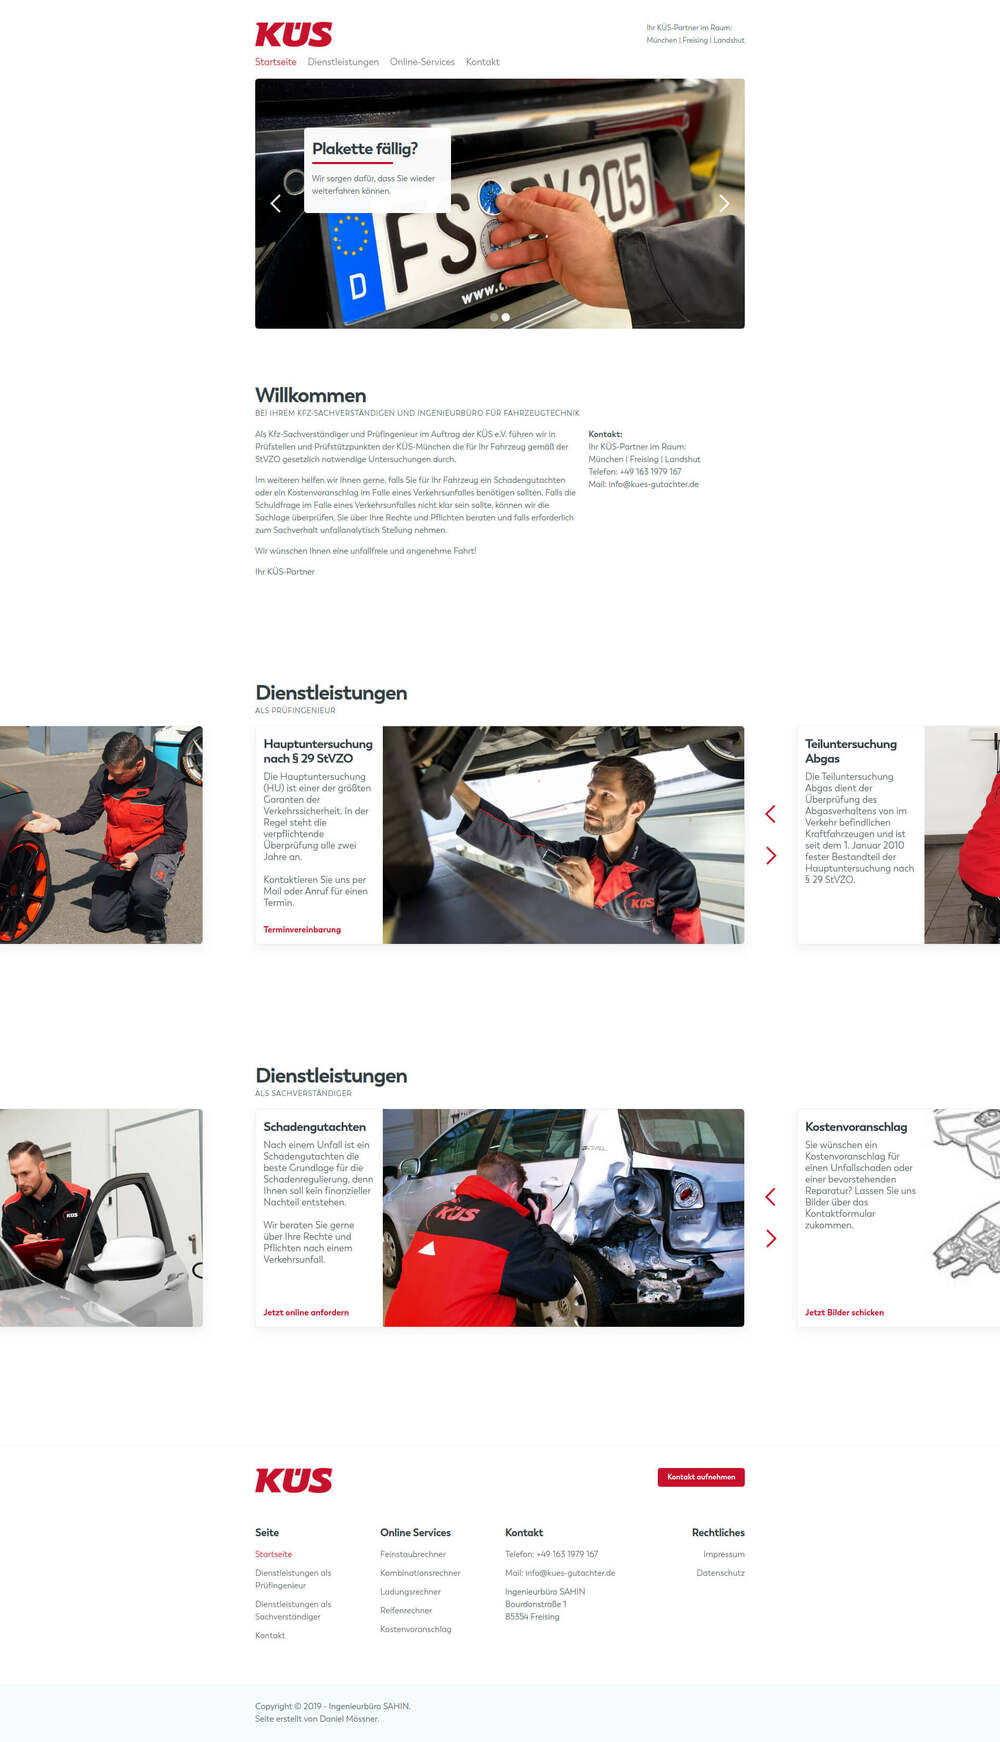 KÜS
Ihr KÜS-Partner im Raum:
München | Freising | Landshut
Startseite Dienstleistungen Online-Services Kontakt
Plakette fällig?
Wir sorgen dafür, dass Sie wieder
weiterfahren können.
D
FS
205
Willkommen
BEI IHREM KFZ-SACHVERSTÄNDIGEN UND INGENIEURBÜRO FÜR FAHRZEUGTECHNIK
Als Kfz-Sachverständiger und Prüfingenieur im Auftrag der KÜS e.V. führen wir in
Prüfstellen und Prüfstützpunkten der KÜS-München die für Ihr Fahrzeug gemäß der
StVZO gesetzlich notwendige Untersuchungen durch.
Im weiteren helfen wir Ihnen gerne, falls Sie für Ihr Fahrzeug ein Schadengutachten
oder ein Kostenvoranschlag im Falle eines Verkehrsunfalles benötigen sollten. Falls die
Schuldfrage im Falle eines Verkehrsunfalles nicht klar sein sollte, können wir die
Sachlage überprüfen, Sie über Ihre Rechte und Pflichten beraten und falls erforderlich
zum Sachverhalt unfallanalytisch Stellung nehmen.
Wir wünschen Ihnen eine unfallfreie und angenehme Fahrt!
Ihr KÜS-Partner
Kontakt:
Ihr KÜS-Partner im Raum:
München | Freising | Landshut
Telefon: +49 163 1979 167
Mail: info@kues-gutachter.de
Dienstleistungen
ALS PRÜFINGENIEUR
Hauptuntersuchung
nach § 29 StVZO
Die Hauptuntersuchung
(HU) ist einer der größten
Garanten der
Verkehrssicherheit. In der
Regel steht die
verpflichtende
Überprüfung alle zwei
Jahre an.
Kontaktieren Sie uns per
Mail oder Anruf für einen
Termin.
Terminvereinbarung
KÜS
Teiluntersuchung
Abgas
Die Teiluntersuchung
Abgas dient der
Überprüfung des
Abgasverhaltens von im
Verkehr befindlichen
Kraftfahrzeugen und ist
seit dem 1. Januar 2010
fester Bestandteil der
Hauptuntersuchung nach
§ 29 StVZO.
Dienstleistungen
ALS SACHVERSTÄNDIGER
KÜS
Schadengutachten
Nach einem Unfall ist ein
Schadengutachten die
beste Grundlage für die
Schadenregulierung, denn
Ihnen soll kein finanzieller
Nachteil entstehen.
Wir beraten Sie gerne
über Ihre Rechte und
Pflichten nach einem
Verkehrsunfall.
Jetzt online anfordern
KÜS
Kostenvoranschlag
Sie wünschen ein
Kostenvoranschlag für
einen Unfallschaden oder
einer bevorstehenden
Reparatur? Lassen Sie uns
Bilder über das
Kontaktformular
zukommen.
Jetzt Bilder schicken
KÜS
Kontakt aufnehmen
Seite
Startseite
Dienstleistungen als
Prüfingenieur
Dienstleistungen als
Sachverständiger
Kontakt
Online Services
Feinstaubrechner
Kombinationsrechner
Ladungsrechner
Reifenrechner
Kostenvoranschlag
Kontakt
Telefon: +49 163 1979 167
Mail: info@kues-gutachter.de
Ingenieurbüro SAHIN
Bourdonstraße 1
85354 Freising
Rechtliches
Impressum
Datenschutz
Copyright © 2019 - Ingenieurbüro SAHIN.
Seite erstellt von Daniel Mössner.